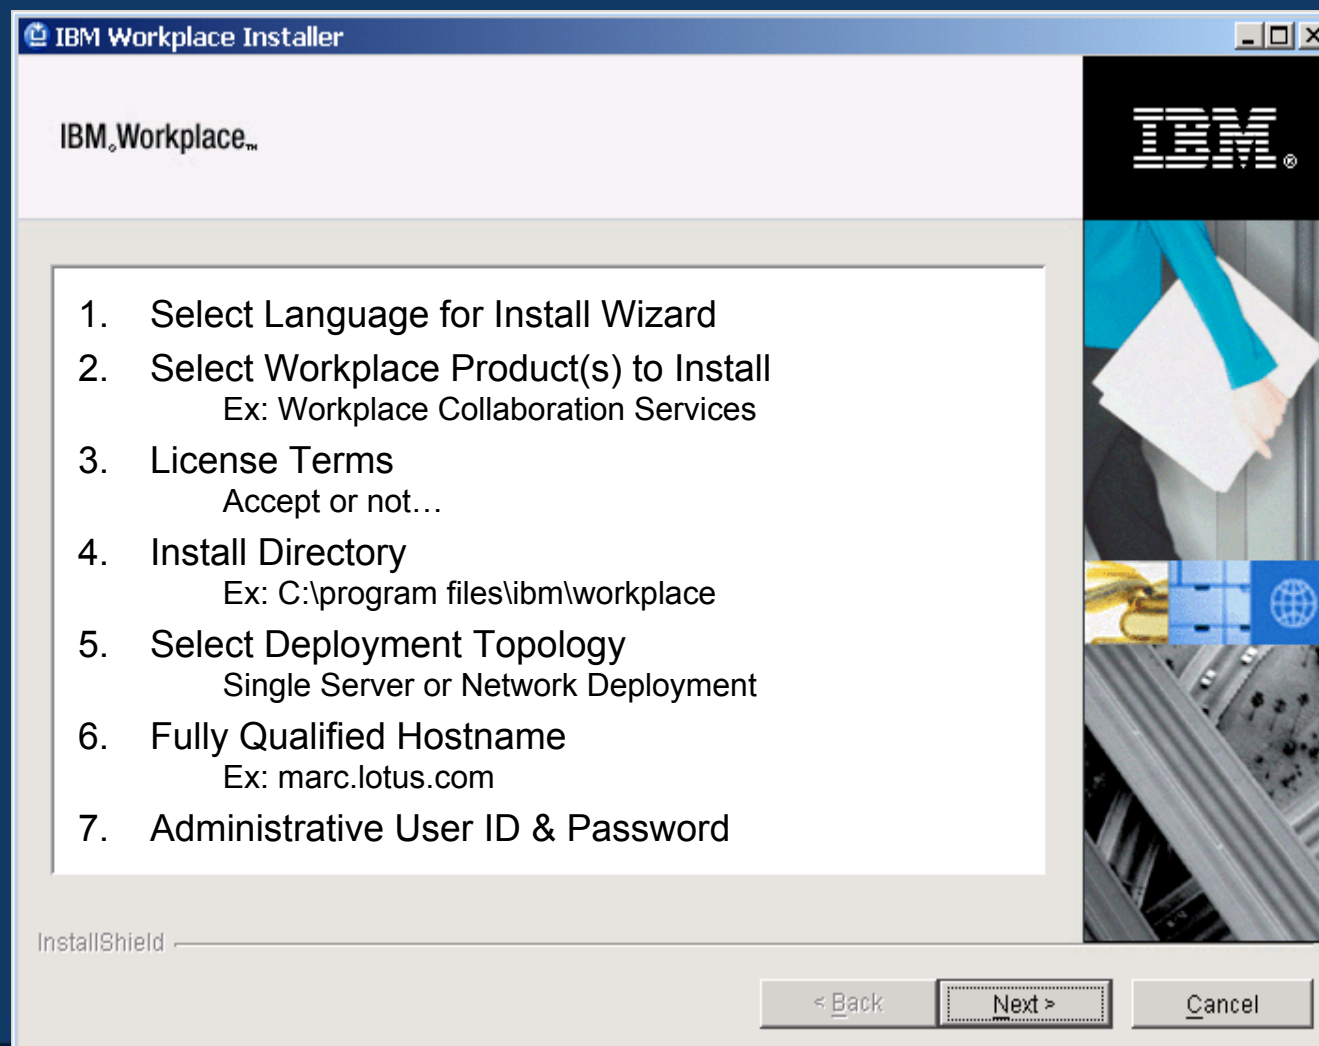 IBM Workplace Installer
IBM Workplace™
IBM®
1. Select Language for Install Wizard
2. Select Workplace Product(s) to Install
Ex: Workplace Collaboration Services
3. License Terms
Accept or not…
4. Install Directory
Ex: C:\program files\ibm\workplace
5. Select Deployment Topology
Single Server or Network Deployment
6. Fully Qualified Hostname
Ex: marc.lotus.com
7. Administrative User ID & Password
InstallShield
< Back
Next >
Cancel